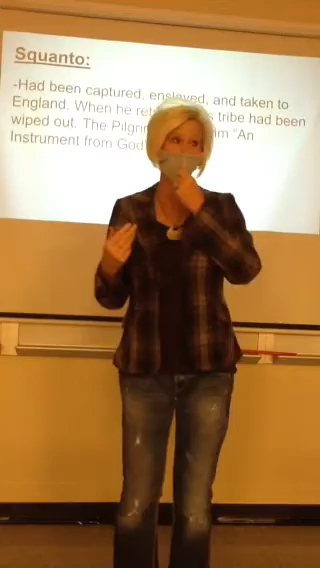 Squanto:
-Had been captured, enslaved, and taken to
England. When he tribe had been
wiped out. The "An
Instrument from God